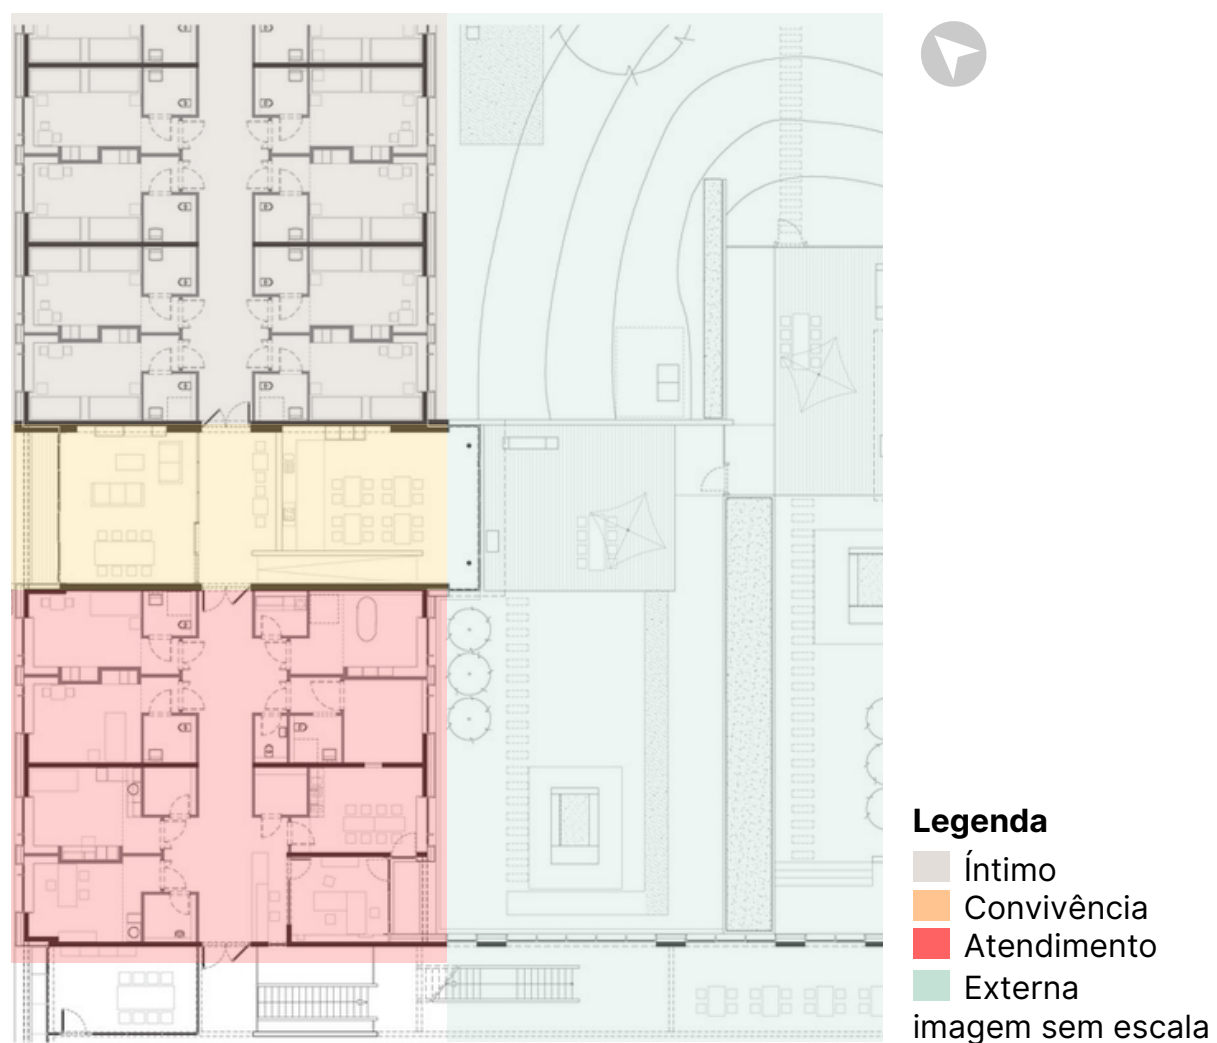 Legenda
Íntimo
Convivência
Atendimento
Externa
imagem sem escala